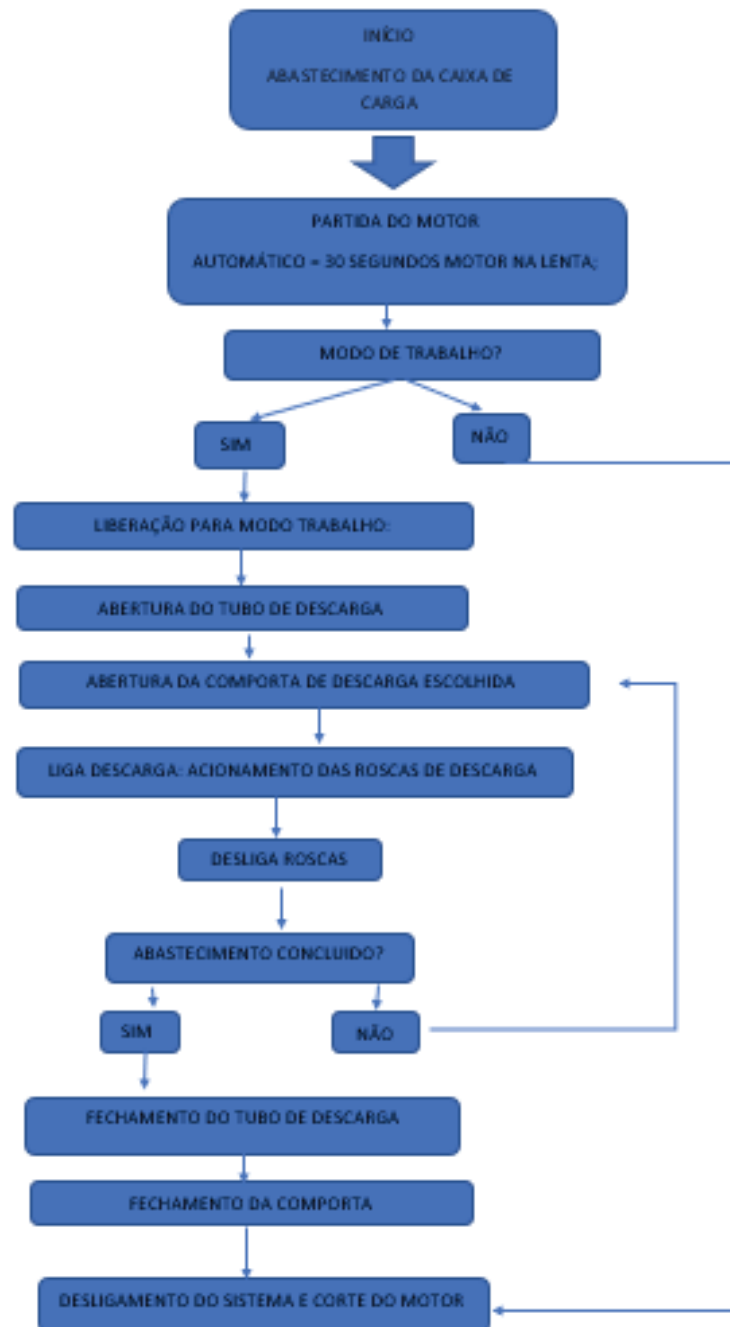 INÍCIO
ABASTECIMENTO DA CAIXA DE
CARGA
PARTIDA DO MOTOR
AUTOMÁTICO = 30 SEGUNDOS MOTOR NA LENTA;
MODO DE TRABALHO?
SIM
NÃO
LIBERAÇÃO PARA MODO TRABALHO:
ABERTURA DO TUBO DE DESCARGA
ABERTURA DA COMPORTA DE DESCARGA ESCOLHIDA
LIGA DESCARGA: ACIONAMENTO DAS ROSCAS DE DESCARGA
DESLIGA ROSCAS
ABASTECIMENTO CONCLUIDO?
SIM
NÃO
FECHAMENTO DO TUBO DE DESCARGA
FECHAMENTO DA COMPORTA
DESLIGAMENTO DO SISTEMA E CORTE DO MOTOR